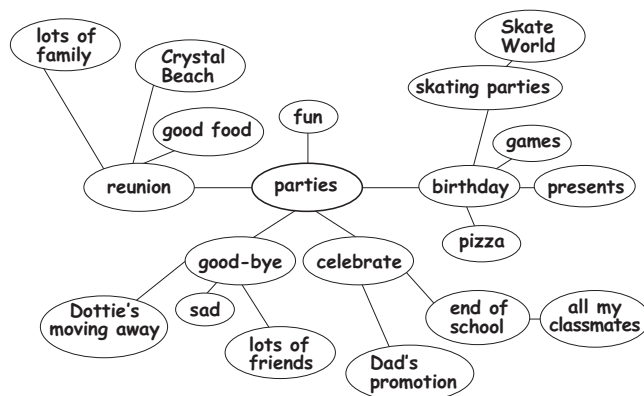 lots of
family
Crystal
Beach
Skate
World
skating parties
good food
fun
games
reunion
parties
birthday
presents
pizza
good-bye
celebrate
Dottie's
moving away
sad
lots of
friends
Dad's
promotion
end of
school
all my
classmates